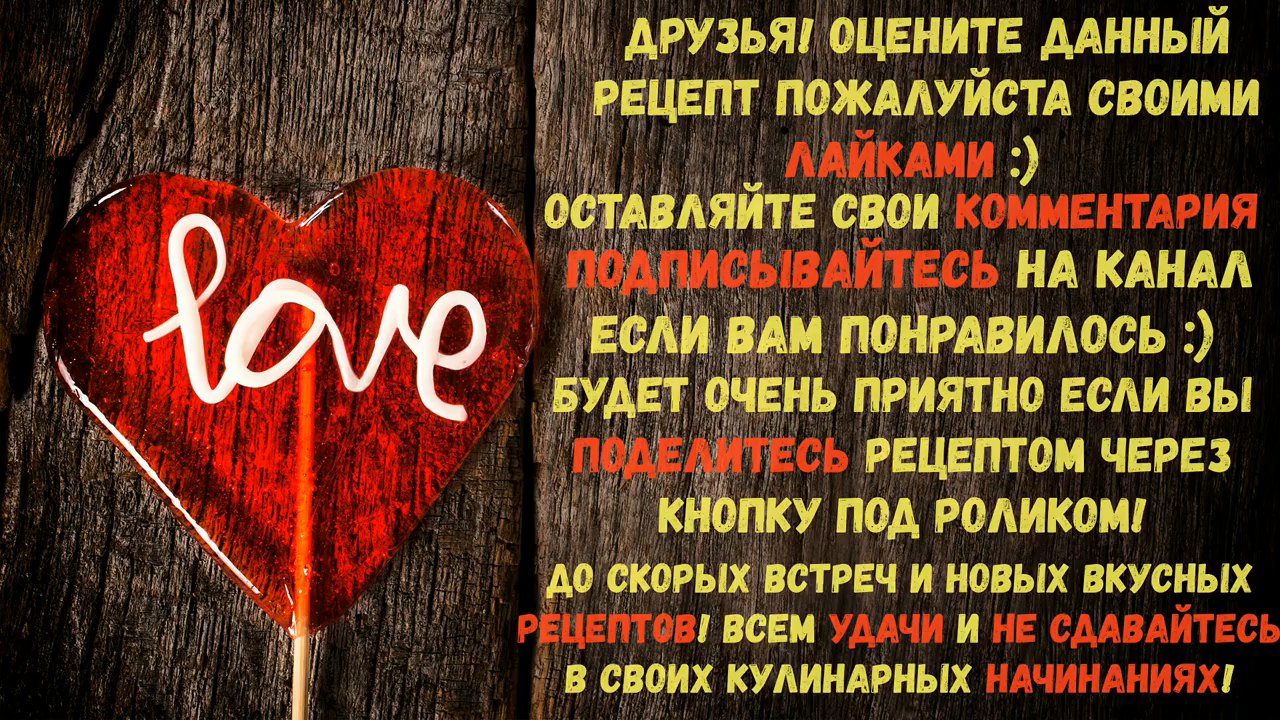 love
ДРУЗЬЯ! ОЦЕНИТЕ ДАННЫЙ
РЕЦЕПТ ПОЖАЛУЙСТА СВОИМИ
ЛАЙКАМИ :)
ОСТАВЛЯЙТЕ СВОИ КОММЕНТАРИЯ
ПОДПИСЫВАЙТЕСЬ НА КАНАЛ
ЕСЛИ ВАМ ПОНРАВИЛОСЬ :)
БУДЕТ ОЧЕНЬ ПРИЯТНО ЕСЛИ ВЫ
ПОДЕЛИТЕСЬ РЕЦЕПТОМ ЧЕРЕЗ
КНОПКУ ПОД РОЛИКОМ!
ДО СКОРЫХ ВСТРЕЧ И НОВЫХ ВКУСНЫХ
РЕЦЕПТОВ! ВСЕМ УДАЧИ И НЕ СДАВАЙТЕСЬ
В СВОИХ КУЛИНАРНЫХ НАЧИНАНИЯХ!